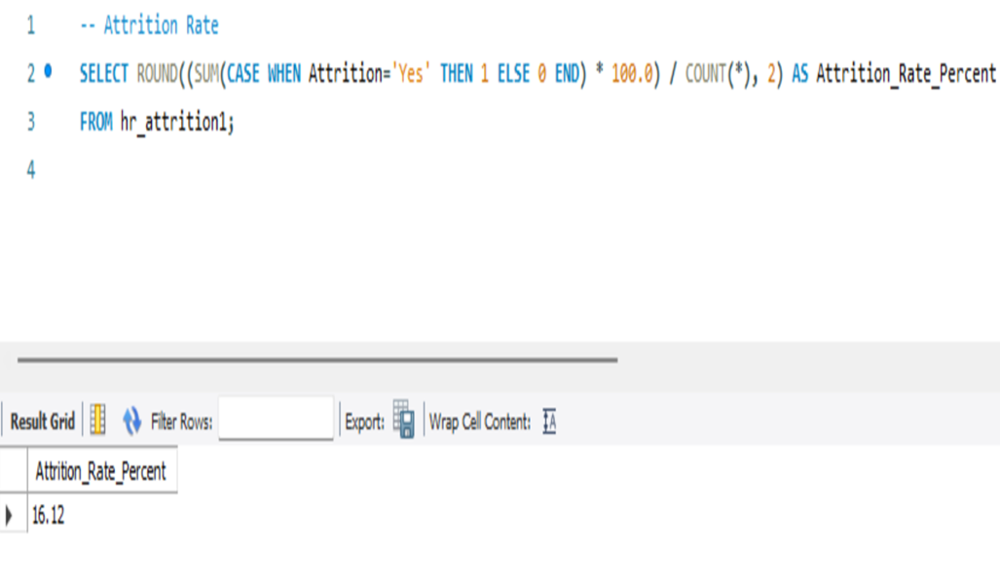 1 -- Attrition Rate
2 SELECT ROUND((SUM(CASE WHEN Attrition='Yes' THEN 1 ELSE 0 END) * 100.0) / COUNT(*), 2) AS Attrition_Rate_Percent
3 FROM hr_attrition1;
4
Result Grid Filter Rows: Export: Wrap Cell Content: IA
Attrition_Rate_Percent
16.12